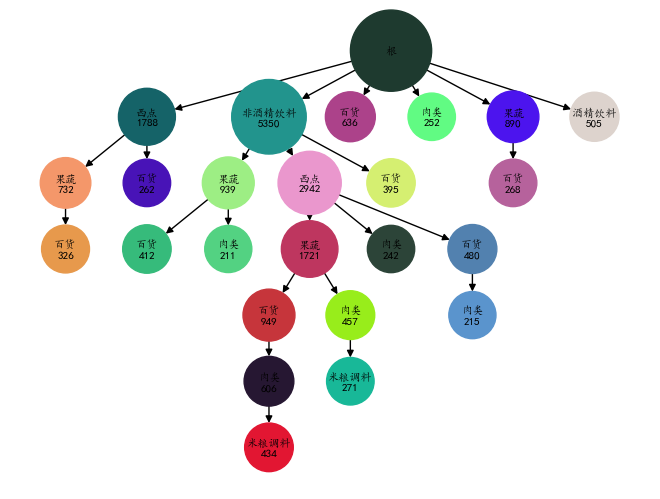 根
西点
1788
非酒精饮料
5350
百货
636
肉类
252
果蔬
890
酒精饮料
505
果蔬
732
百货
262
果蔬
939
西点
2942
百货
395
百货
268
百货
326
百货
412
肉类
211
果蔬
1721
肉类
242
百货
480
百货
949
肉类
457
肉类
215
肉类
606
米粮调料
271
米粮调料
434